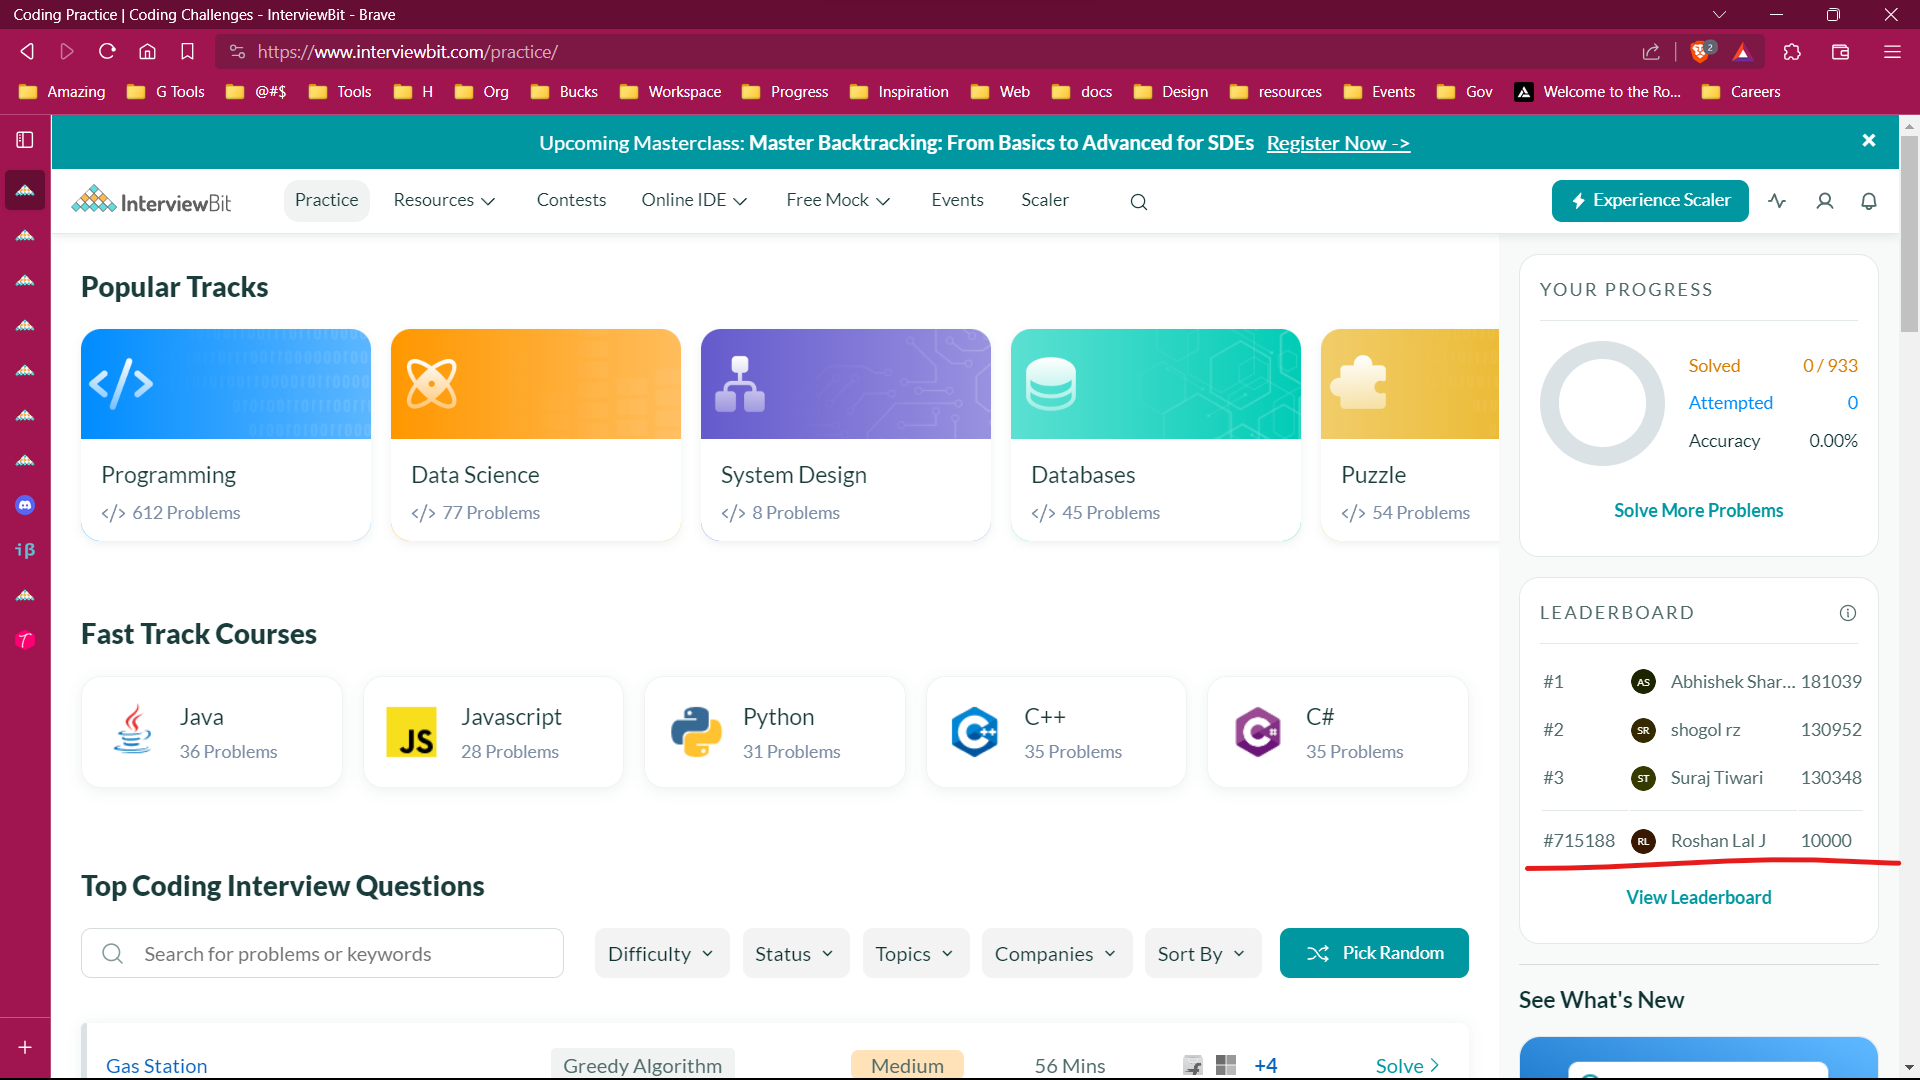 Coding Practice | Coding Challenges - InterviewBit - Brave
https://www.interviewbit.com/practice/
2
Amazing G Tools @#$ Tools H Org Bucks Workspace Progress Inspiration Web docs Design resources Events Gov Welcome to the Ro... Careers
Upcoming Masterclass: Master Backtracking: From Basics to Advanced for SDEs Register Now ->
InterviewBit Practice Resources Contests Online IDE Free Mock Events Scaler Experience Scaler
Popular Tracks
Programming
</> 612 Problems
Data Science
</> 77 Problems
System Design
</> 8 Problems
Databases
</> 45 Problems
Puzzle
</> 54 Problems
Fast Track Courses
Java
36 Problems
JS
Javascript
28 Problems
Python
31 Problems
C++
35 Problems
C#
35 Problems
Top Coding Interview Questions
Search for problems or keywords
Difficulty Status Topics Companies Sort By Pick Random
Gas Station Greedy Algorithm Medium 56 Mins +4 Solve
YOUR PROGRESS
Solved 0 / 933
Attempted 0
Accuracy 0.00%
Solve More Problems
LEADERBOARD
#1 AS Abhishek Shar... 181039
#2 SR shogol rz 130952
#3 ST Suraj Tiwari 130348
#715188 RL Roshan Lal J 10000
View Leaderboard
See What's New
iβ